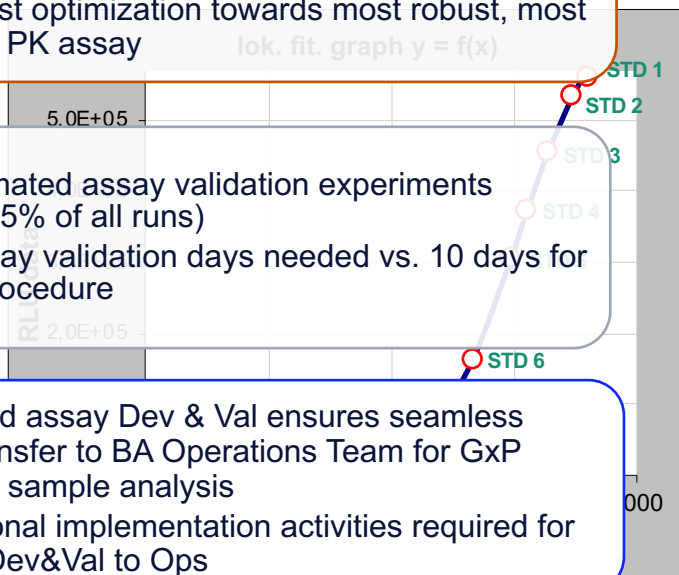 st optimization towards most robust, most
PK assay
lok. fit. graph y = f(x)
STD 1
STD 2
5.0E+05
STD 3
nated assay validation experiments
5% of all runs)
STD 4
ay validation days needed vs. 10 days for
ocedure
RLU data
2,0E+05
STD 6
d assay Dev & Val ensures seamless
nsfer to BA Operations Team for GxP
sample analysis
000
onal implementation activities required for
Dev&Val to Ops